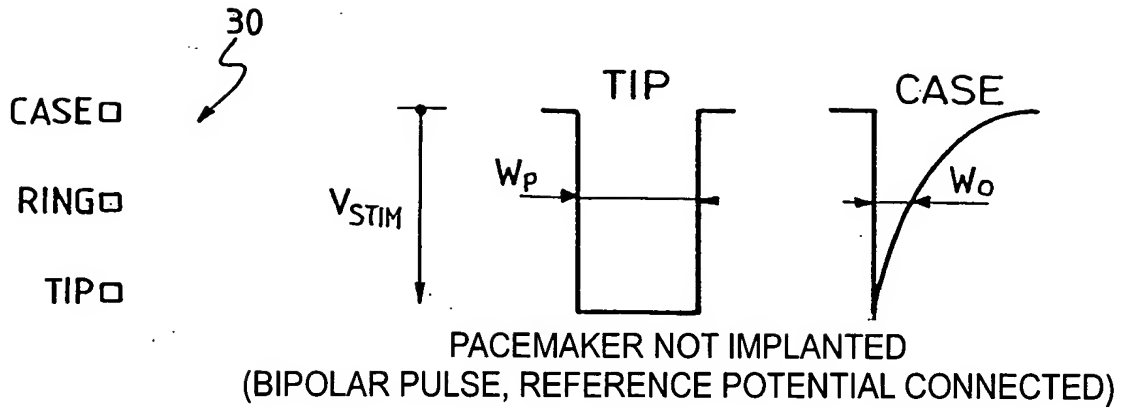 30
CASE
RING
TIP
V_STIM
TIP
W_P
CASE
W_O
PACEMAKER NOT IMPLANTED
(BIPOLAR PULSE, REFERENCE POTENTIAL CONNECTED)